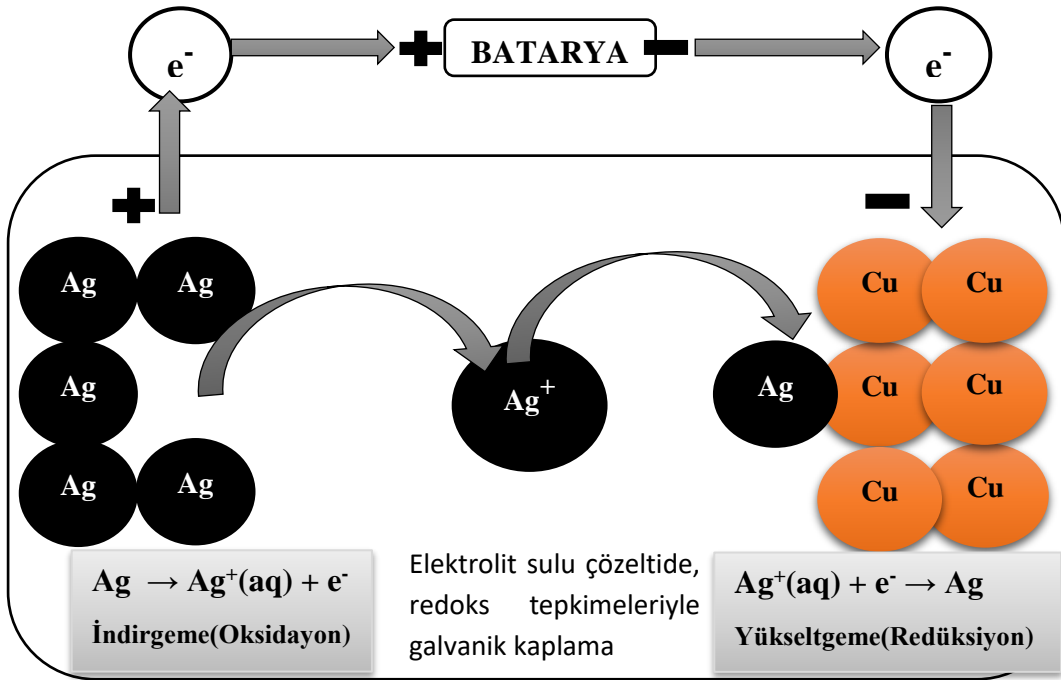 e-
+ BATARYA -
e-
+
-
Ag Ag
Ag
Ag Ag
Ag+
Ag
Cu Cu
Cu Cu
Cu Cu
Ag → Ag+(aq) + e-
İndirgeme(Oksidayon)
Elektrolit sulu çözeltide,
redoks tepkimeleriyle
galvanik kaplama
Ag+(aq) + e- → Ag
Yükseltgeme(Redüksiyon)